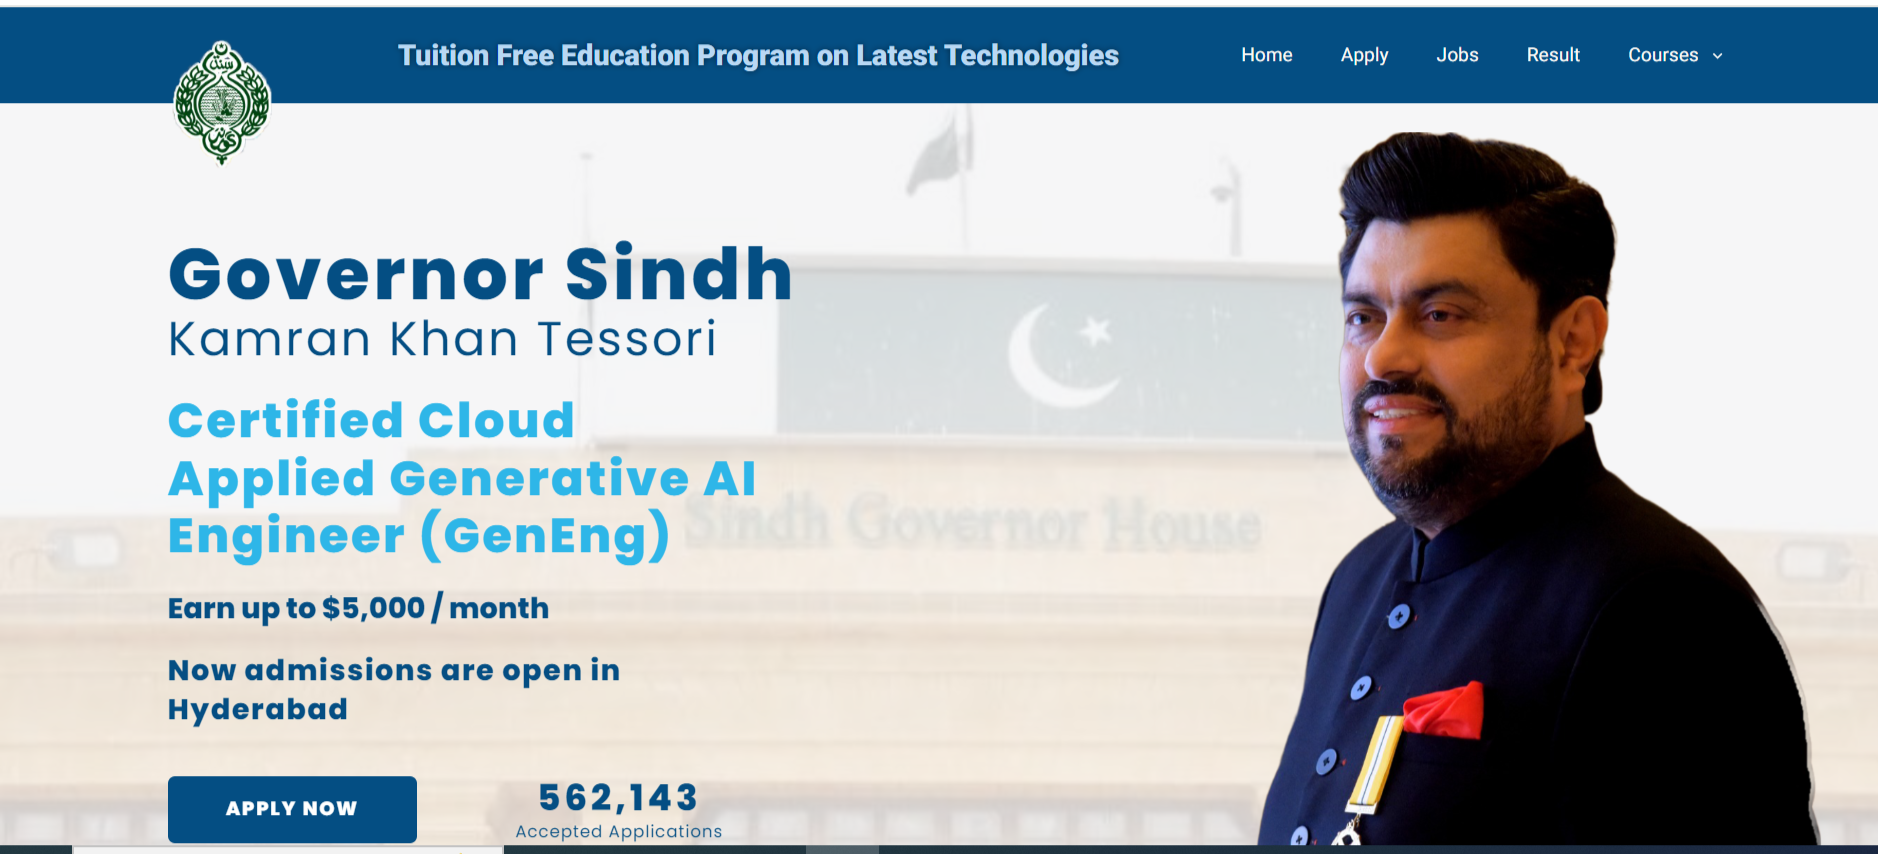 Tuition Free Education Program on Latest Technologies
Home Apply Jobs Result Courses
Governor Sindh
Kamran Khan Tessori
Certified Cloud
Applied Generative AI
Engineer (GenEng)
Sindh Governor House
Earn up to $5,000 / month
Now admissions are open in
Hyderabad
APPLY NOW
562,143
Accepted Applications